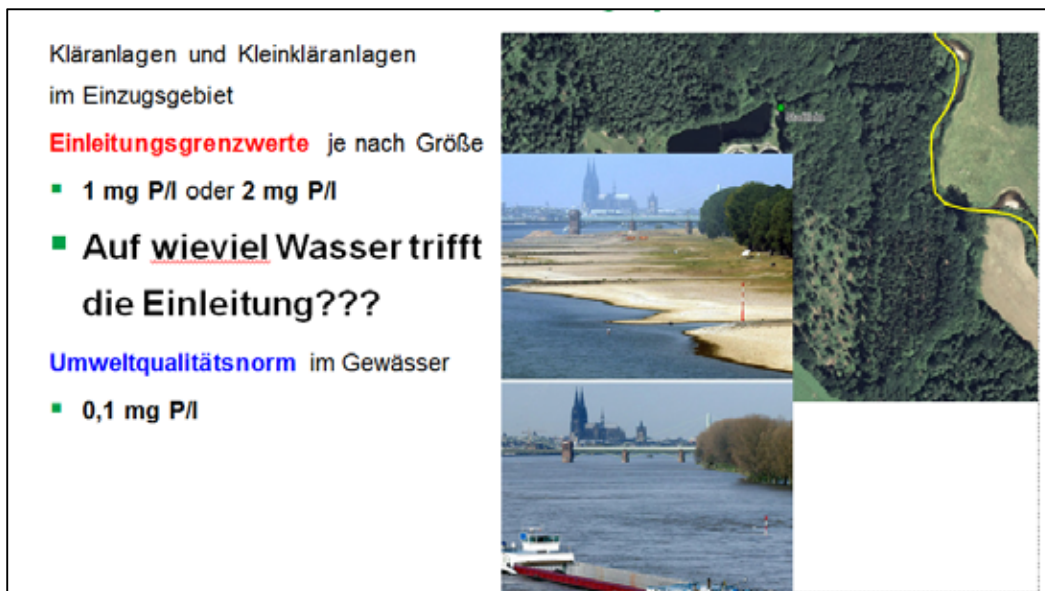 Kläranlagen und Kleinkläranlagen
im Einzugsgebiet
Einleitungsgrenzwerte je nach Größe
▪ 1 mg P/l oder 2 mg P/l
▪ Auf wieviel Wasser trifft
die Einleitung???
Umweltqualitätsnorm im Gewässer
▪ 0,1 mg P/l